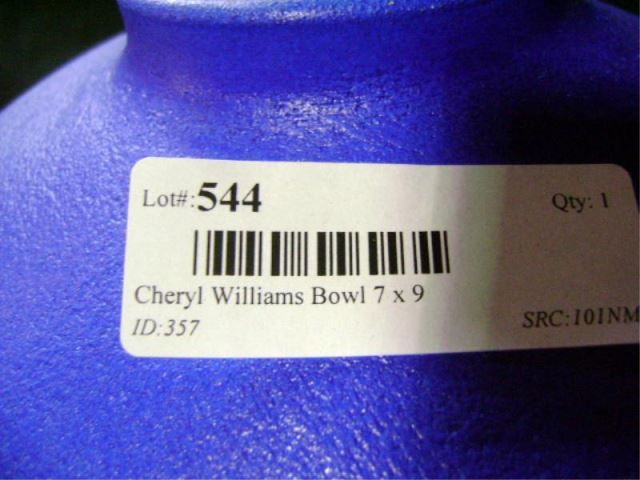 Lot#:544 Qty: 1
Cheryl Williams Bowl 7 x 9
ID:357 SRC:101NM